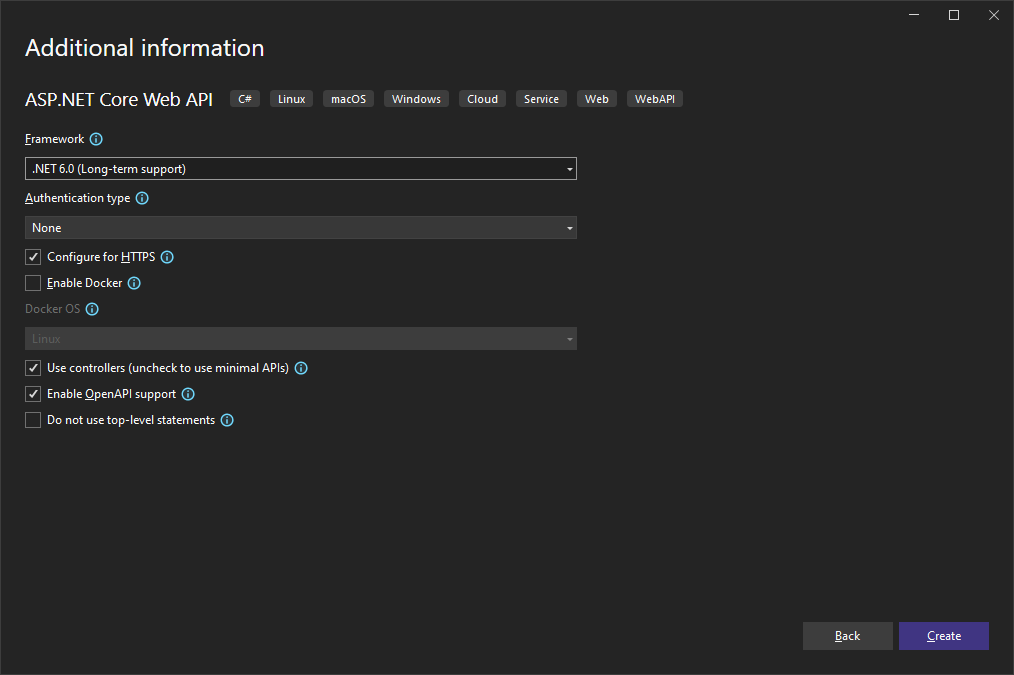 Additional information
ASP.NET Core Web API C# Linux macOS Windows Cloud Service Web WebAPI
Framework
.NET 6.0 (Long-term support)
Authentication type
None
Configure for HTTPS
Enable Docker
Docker OS
Linux
Use controllers (uncheck to use minimal APIs)
Enable OpenAPI support
Do not use top-level statements
Back Create